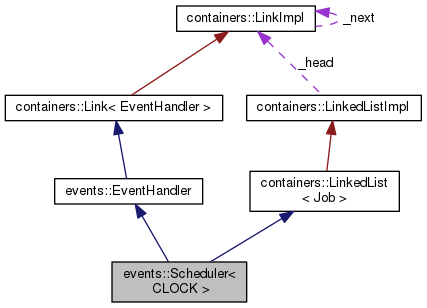 containers::LinkImpl
_next
_head
containers::Link< EventHandler >
containers::LinkedListImpl
events::EventHandler
containers::LinkedList
< Job >
events::Scheduler<
CLOCK >